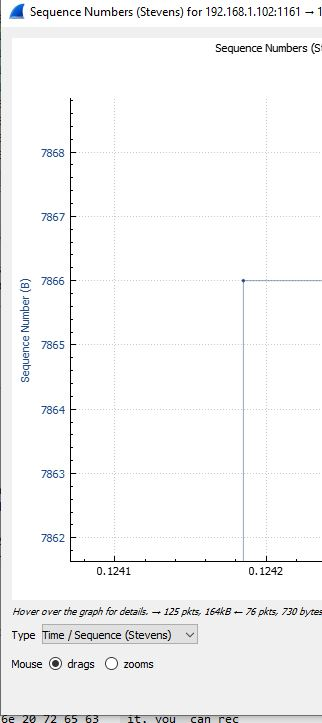 Sequence Numbers (Stevens) for 192.168.1.102:1161 → 1
Sequence Numbers (S
7868
7867
7866
7865
7864
7863
7862
Sequence Number (B)
0.1241 0.1242
Hover over the graph for details. → 125 pkts, 164kB ← 76 pkts, 730 bytes
Type Time / Sequence (Stevens)
Mouse drags zooms
6e 20 72 65 63 it. you can rec